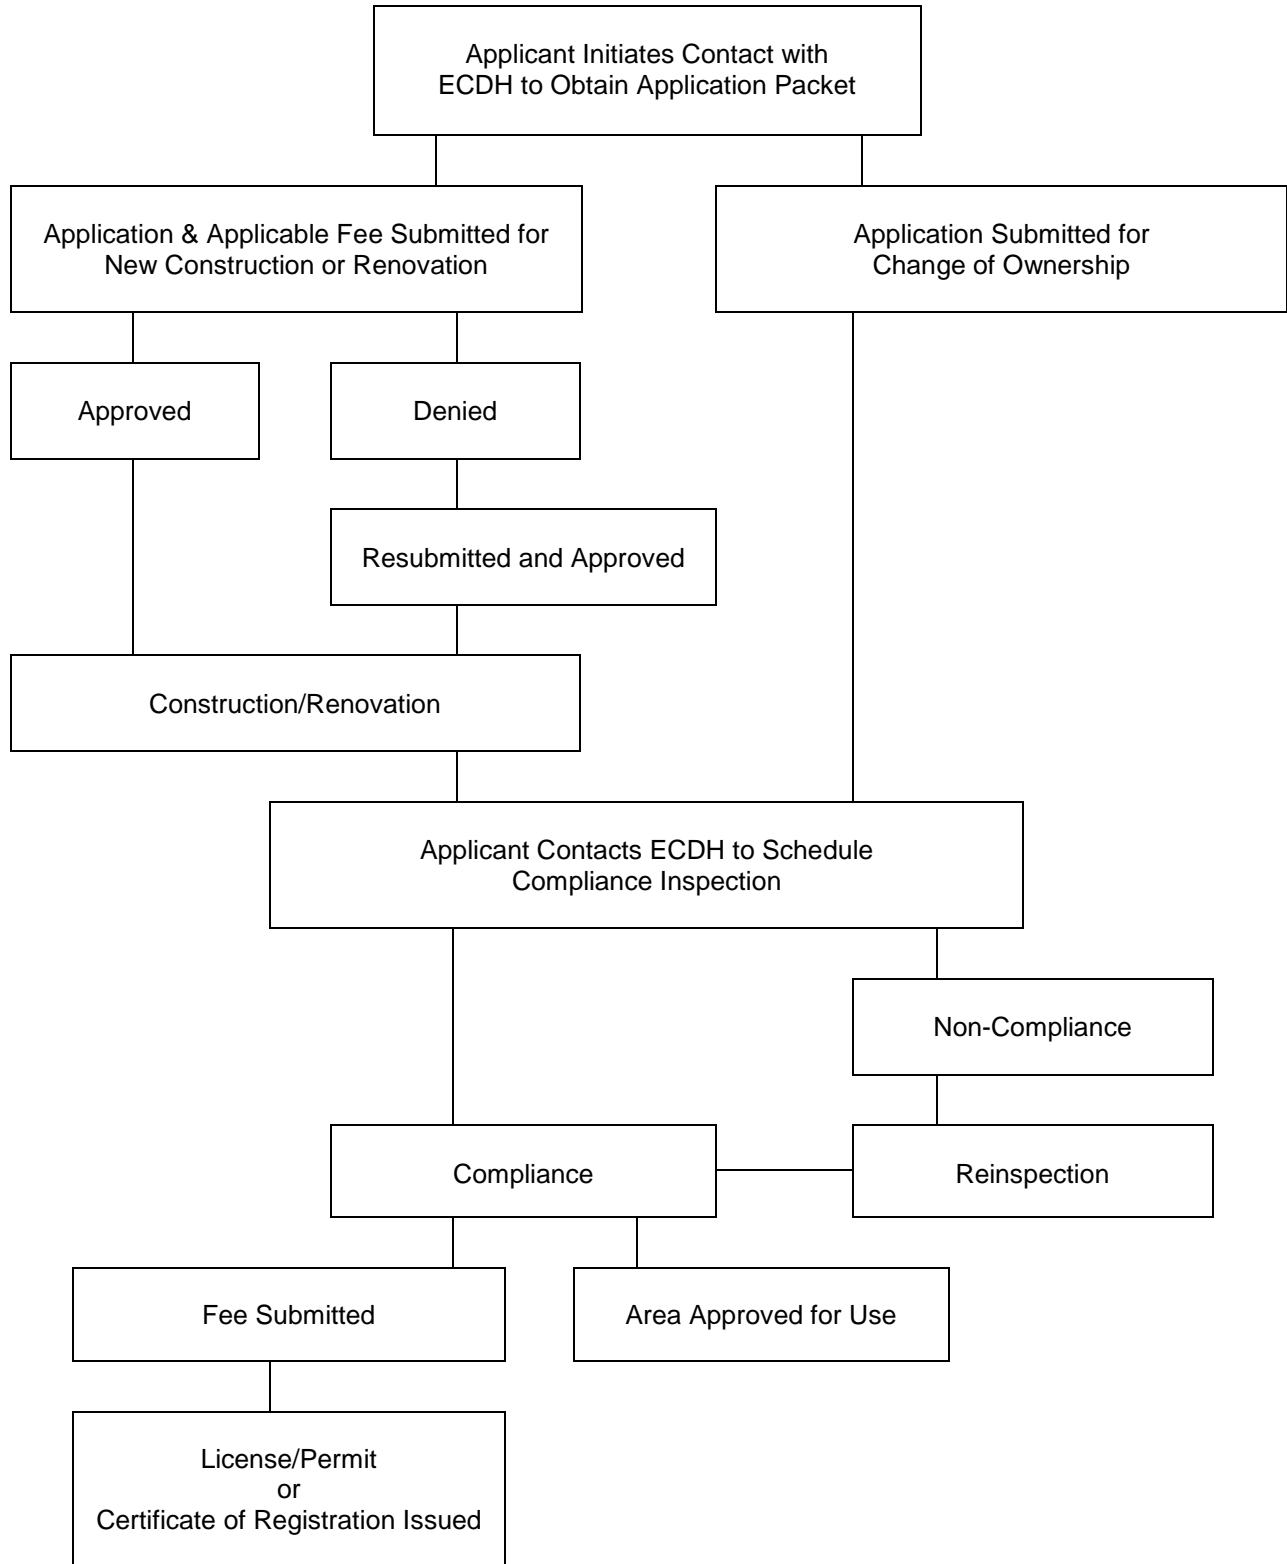 Applicant Initiates Contact with
ECDH to Obtain Application Packet
Application & Applicable Fee Submitted for
New Construction or Renovation
Application Submitted for
Change of Ownership
Approved
Denied
Resubmitted and Approved
Construction/Renovation
Applicant Contacts ECDH to Schedule
Compliance Inspection
Non-Compliance
Compliance
Reinspection
Fee Submitted
Area Approved for Use
License/Permit
or
Certificate of Registration Issued